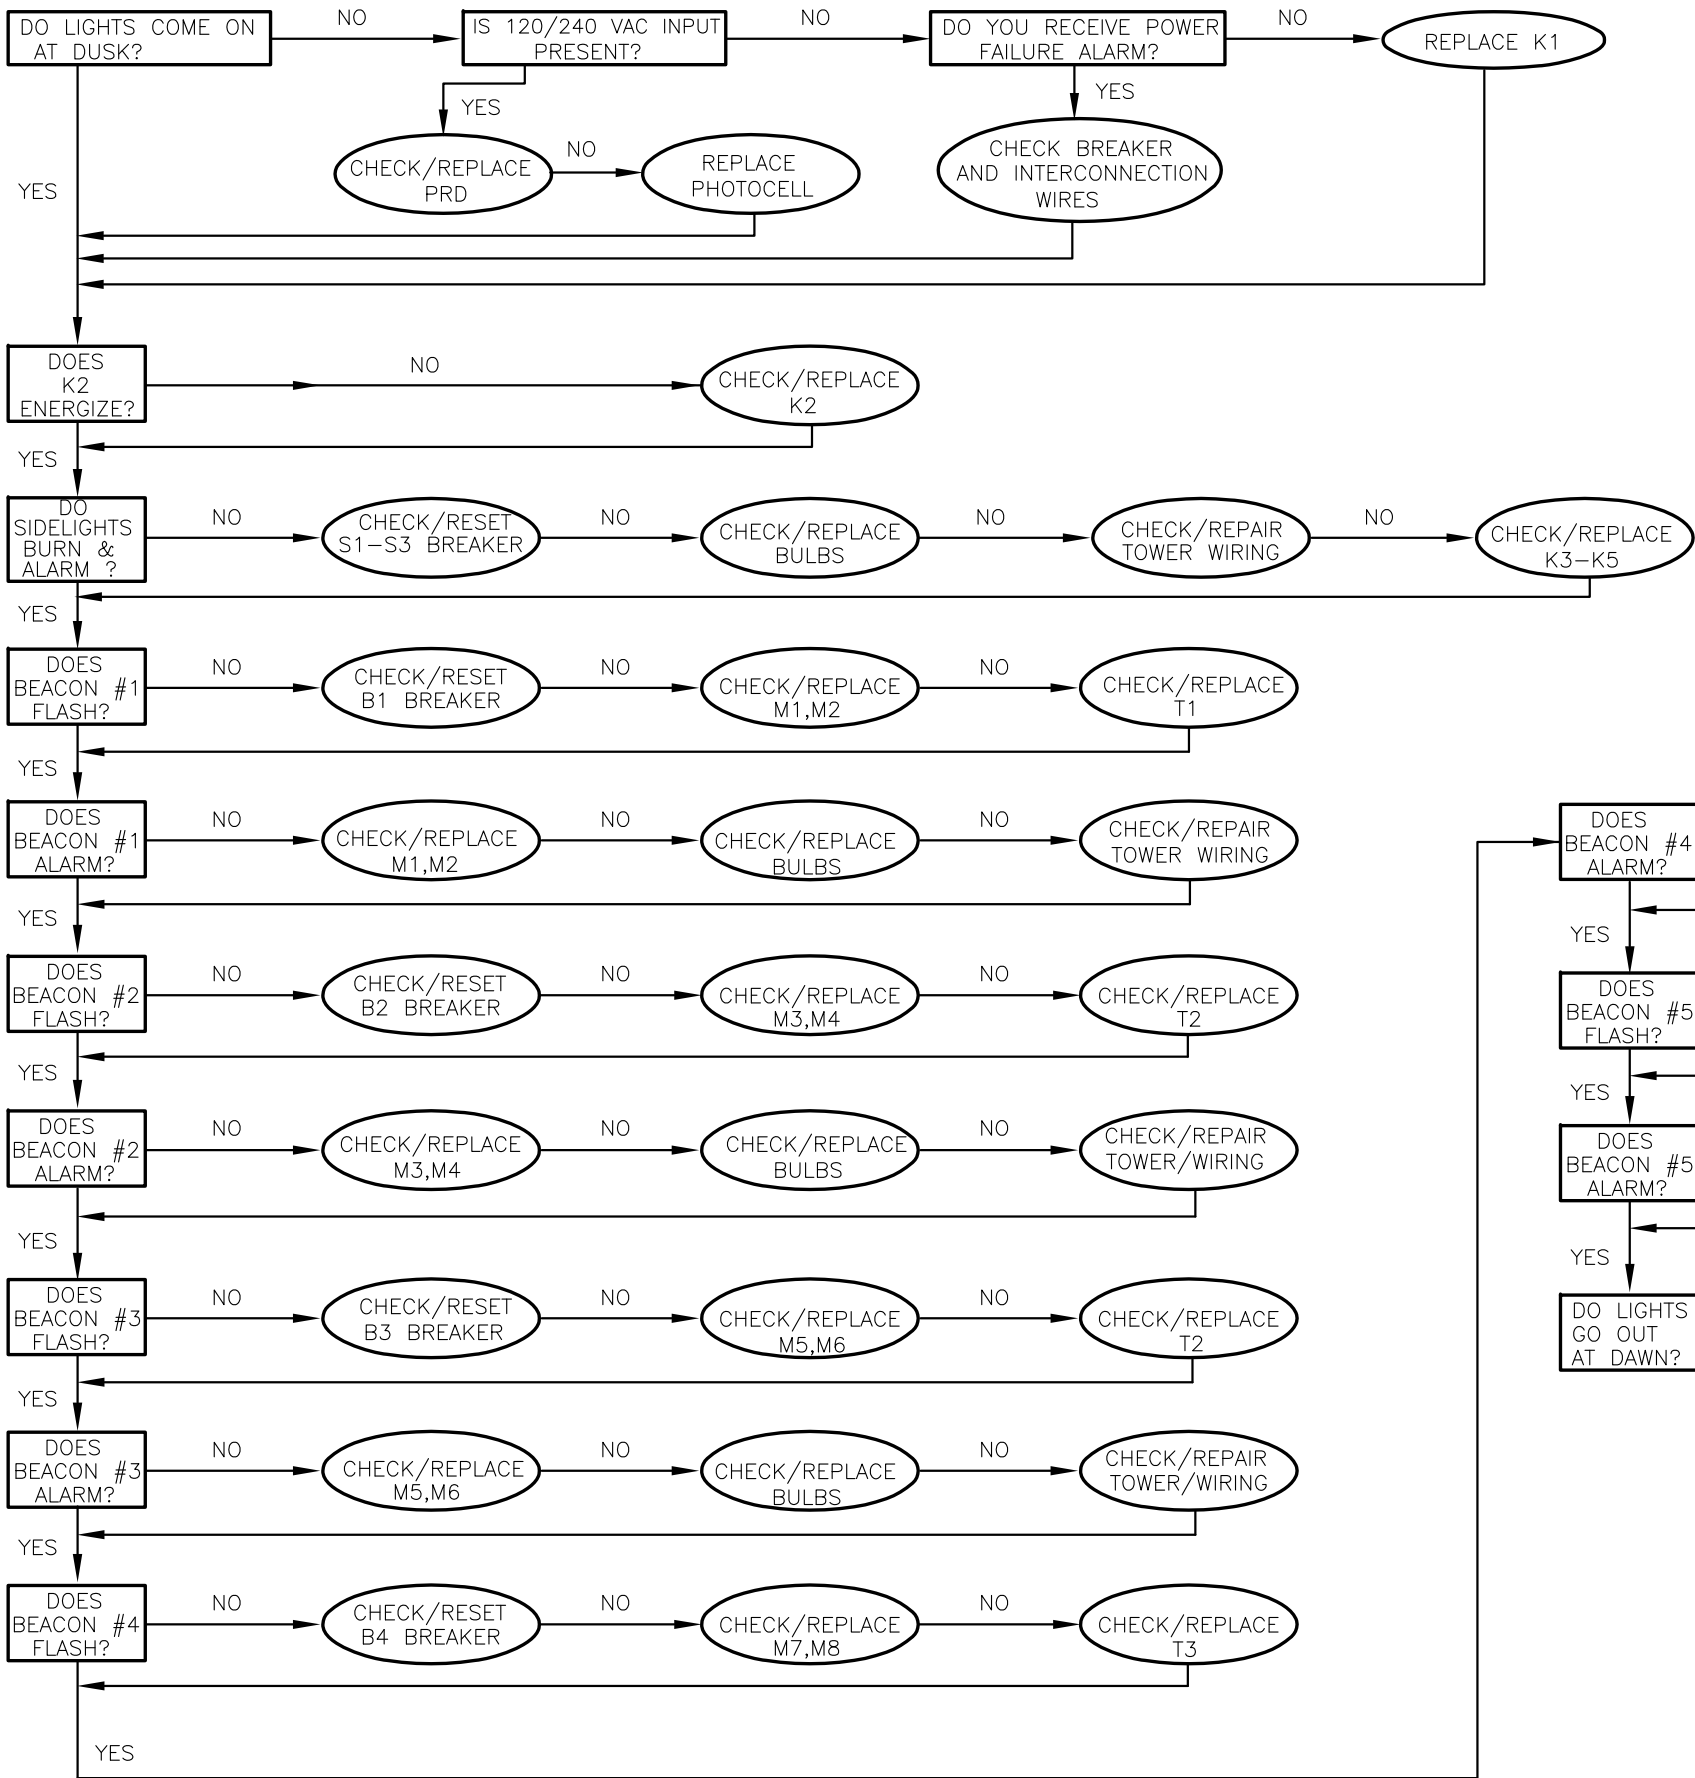 DO LIGHTS COME ON
AT DUSK?
NO
IS 120/240 VAC INPUT
PRESENT?
NO
DO YOU RECEIVE POWER
FAILURE ALARM?
NO
REPLACE K1
YES
YES
YES
CHECK/REPLACE
PRD
NO
REPLACE
PHOTOCELL
CHECK BREAKER
AND INTERCONNECTION
WIRES
DOES
K2
ENERGIZE?
NO
CHECK/REPLACE
K2
YES
DO
SIDELIGHTS
BURN &
ALARM ?
NO
CHECK/RESET
S1-S3 BREAKER
NO
CHECK/REPLACE
BULBS
NO
CHECK/REPAIR
TOWER WIRING
NO
CHECK/REPLACE
K3-K5
YES
DOES
BEACON #1
FLASH?
NO
CHECK/RESET
B1 BREAKER
NO
CHECK/REPLACE
M1,M2
NO
CHECK/REPLACE
T1
YES
DOES
BEACON #1
ALARM?
NO
CHECK/REPLACE
M1,M2
NO
CHECK/REPLACE
BULBS
NO
CHECK/REPAIR
TOWER WIRING
YES
DOES
BEACON #2
FLASH?
NO
CHECK/RESET
B2 BREAKER
NO
CHECK/REPLACE
M3,M4
NO
CHECK/REPLACE
T2
YES
DOES
BEACON #2
ALARM?
NO
CHECK/REPLACE
M3,M4
NO
CHECK/REPLACE
BULBS
NO
CHECK/REPAIR
TOWER/WIRING
YES
DOES
BEACON #3
FLASH?
NO
CHECK/RESET
B3 BREAKER
NO
CHECK/REPLACE
M5,M6
NO
CHECK/REPLACE
T2
YES
DOES
BEACON #3
ALARM?
NO
CHECK/REPLACE
M5,M6
NO
CHECK/REPLACE
BULBS
NO
CHECK/REPAIR
TOWER/WIRING
YES
DOES
BEACON #4
FLASH?
NO
CHECK/RESET
B4 BREAKER
NO
CHECK/REPLACE
M7,M8
NO
CHECK/REPLACE
T3
YES
DOES
BEACON #4
ALARM?
YES
DOES
BEACON #5
FLASH?
YES
DOES
BEACON #5
ALARM?
YES
DO LIGHTS
GO OUT
AT DAWN?